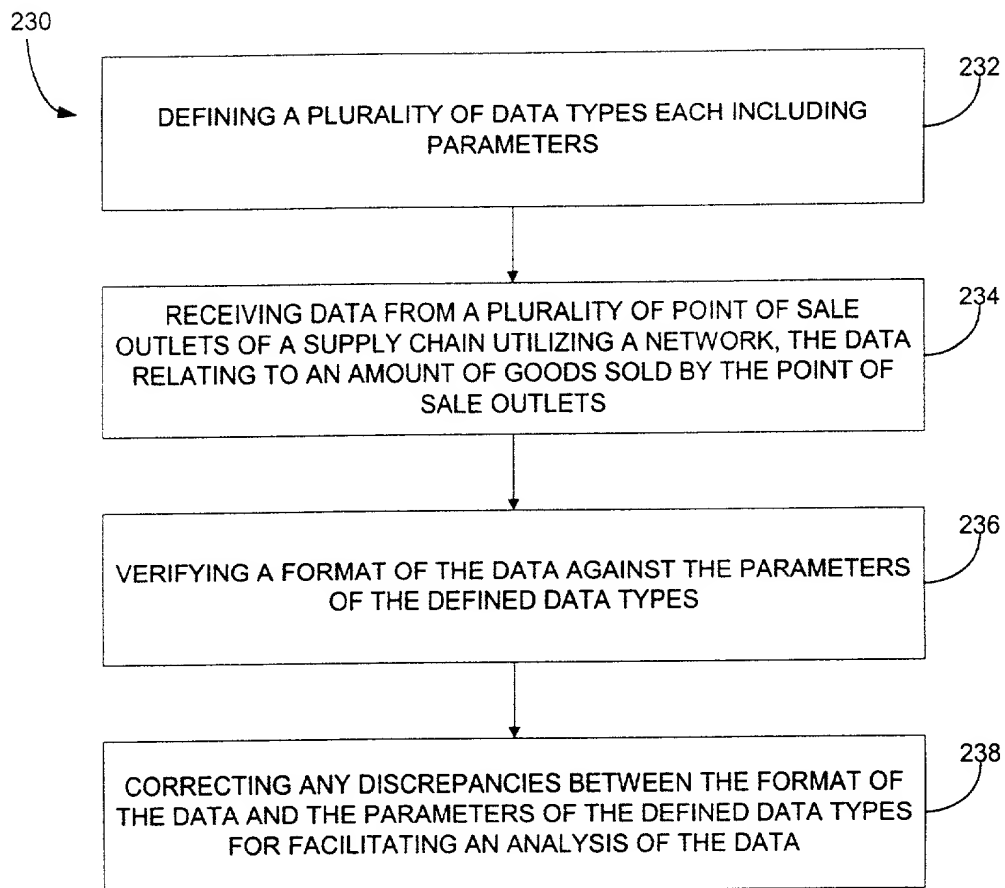 230
232
DEFINING A PLURALITY OF DATA TYPES EACH INCLUDING
PARAMETERS
234
RECEIVING DATA FROM A PLURALITY OF POINT OF SALE
OUTLETS OF A SUPPLY CHAIN UTILIZING A NETWORK, THE DATA
RELATING TO AN AMOUNT OF GOODS SOLD BY THE POINT OF
SALE OUTLETS
236
VERIFYING A FORMAT OF THE DATA AGAINST THE PARAMETERS
OF THE DEFINED DATA TYPES
238
CORRECTING ANY DISCREPANCIES BETWEEN THE FORMAT OF
THE DATA AND THE PARAMETERS OF THE DEFINED DATA TYPES
FOR FACILITATING AN ANALYSIS OF THE DATA